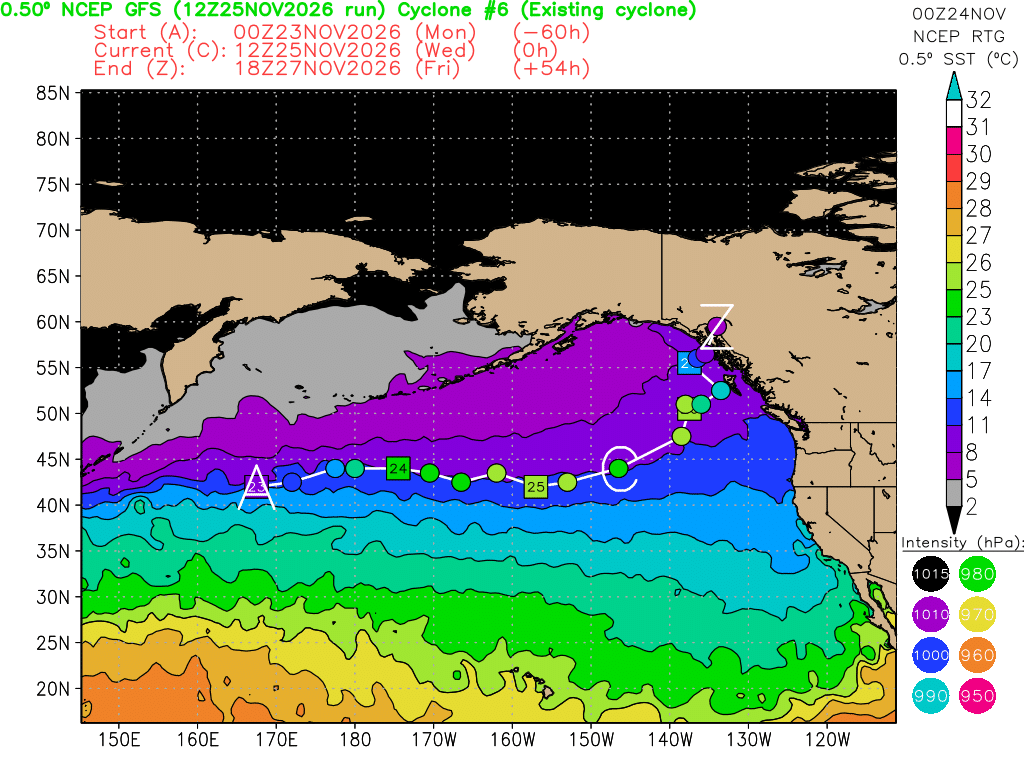 0.50º NCEP GFS (12Z25NOV2026 run) Cyclone #6 (Existing cyclone)
Start (A): 00Z23NOV2026 (Mon) (−60h)
Current (C): 12Z25NOV2026 (Wed) (0h)
End (Z): 18Z27NOV2026 (Fri) (+54h)
00Z24NOV
NCEP RTG
0.5º SST (ºC)
32
31
30
29
28
27
26
25
23
20
17
14
11
8
5
2
85N
80N
75N
70N
65N
60N
55N
50N
45N
40N
35N
30N
25N
20N
A
23
24
25
C
Z
150E 160E 170E 180 170W 160W 150W 140W 130W 120W
Intensity (hPa):
1015 980
1010 970
1000 960
990 950